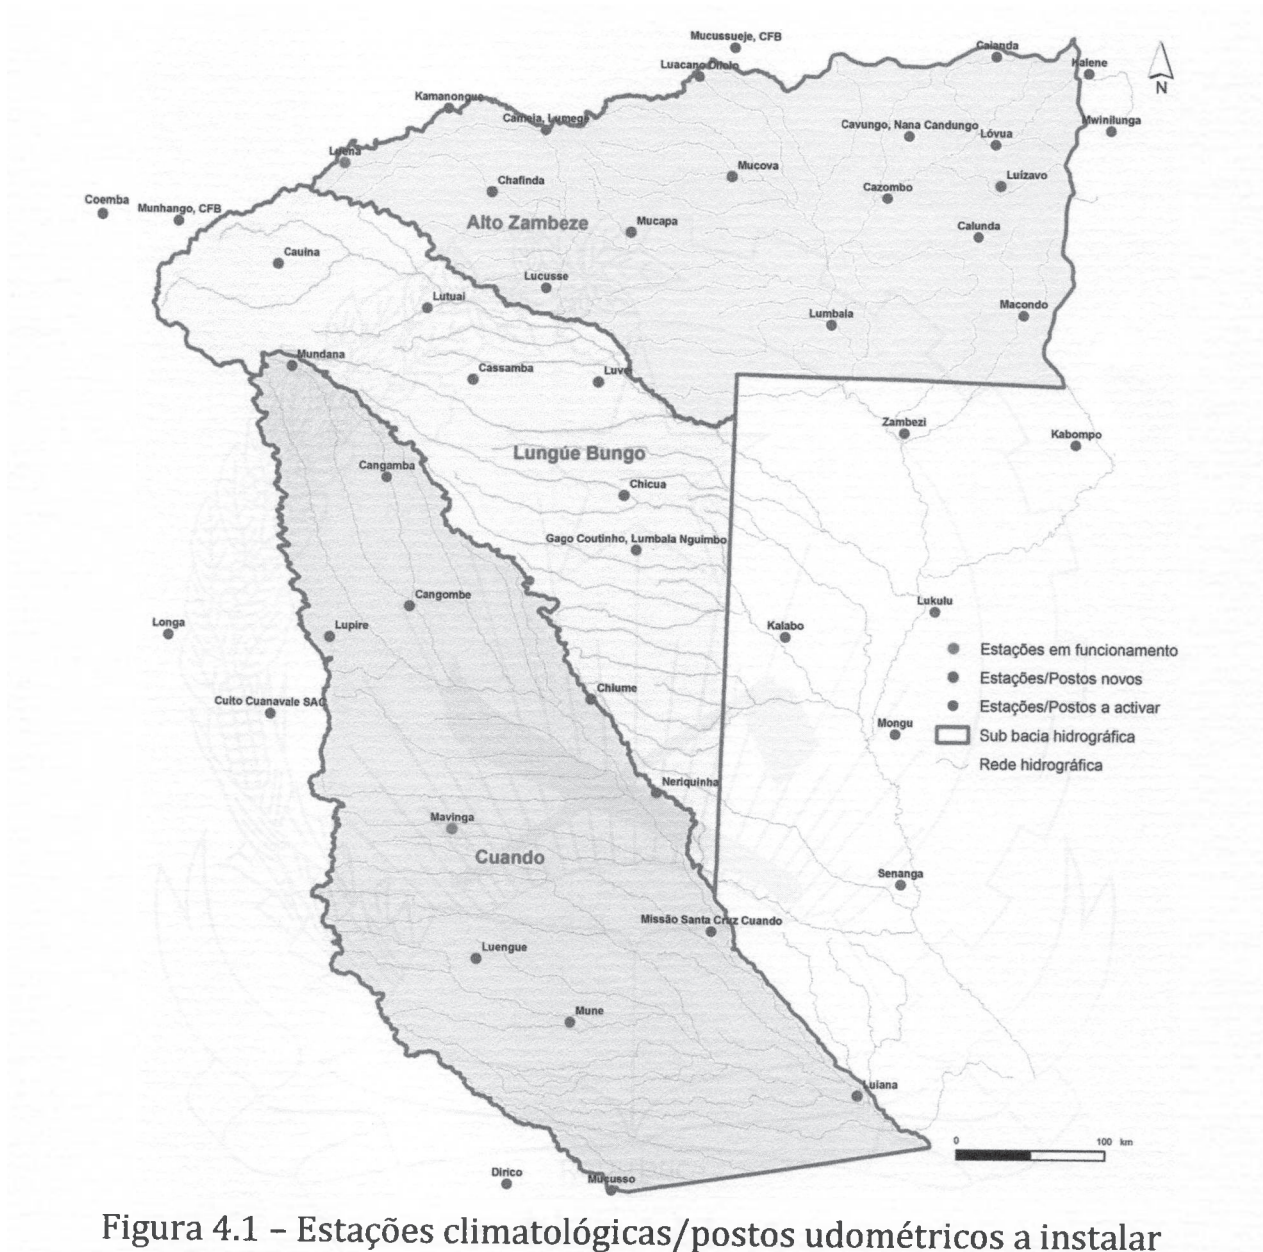 Mucussueje, CFB
Caianda
Luacano Dilolo
Kalene
N
Kamanongue
Cameia, Lumege
Mwinilunga
Cavungo, Nana Candungo
Lóvua
Luena
Mucova
Luizavo
Chafinda
Cazombo
Coemba
Munhango, CFB
Alto Zambeze
Mucapa
Calunda
Cauina
Lucusse
Lutuai
Macondo
Lumbala
Mundana
Cassamba
Zambezi
Kabompo
Lungúe Bungo
Cangamba
Chicua
Gago Coutinho, Lumbala Nguimbo
Cangombe
Lukulu
Longa
Lupire
Kalabo
Estações em funcionamento
Estações/Postos novos
Chiume
Cuito Cuanavale SAC
Estações/Postos a activar
Mongu
Sub bacia hidrográfica
Rede hidrográfica
Neriquinha
Mavinga
Cuando
Senanga
Missão Santa Cruz Cuando
Luengue
Mune
Luiana
0 100 km
Dirico
Mucusso
Figura 4.1 – Estações climatológicas/postos udométricos a instalar